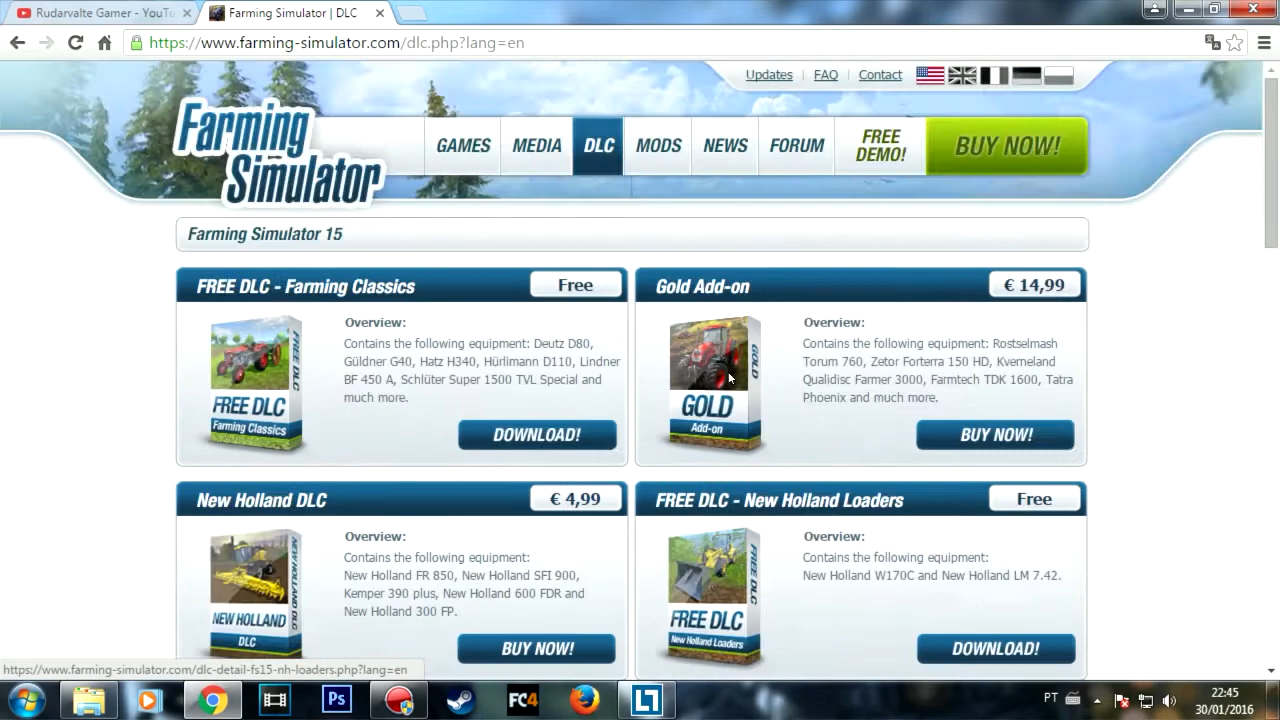 Rudarvalte Gamer - YouTu
Farming Simulator | DLC
https://www.farming-simulator.com/dlc.php?lang=en
Updates | FAQ | Contact
Farming Simulator
GAMES MEDIA DLC MODS NEWS FORUM FREE DEMO! BUY NOW!
Farming Simulator 15
FREE DLC - Farming Classics Free
Overview:
Contains the following equipment: Deutz D80,
Güldner G40, Hatz H340, Hürlimann D110, Lindner
BF 450 A, Schlüter Super 1500 TVL Special and
much more.
FREE DLC
Farming Classics
FREE DLC
DOWNLOAD!
Gold Add-on € 14,99
Overview:
Contains the following equipment: Rostselmash
Torum 760, Zetor Forterra 150 HD, Kverneland
Qualidisc Farmer 3000, Farmtech TDK 1600, Tatra
Phoenix and much more.
GOLD
Add-on
GOLD
BUY NOW!
New Holland DLC € 4,99
Overview:
Contains the following equipment:
New Holland FR 850, New Holland SFI 900,
Kemper 390 plus, New Holland 600 FDR and
New Holland 300 FP.
NEW HOLLAND
DLC
NEW HOLLAND DLC
BUY NOW!
FREE DLC - New Holland Loaders Free
Overview:
Contains the following equipment:
New Holland W170C and New Holland LM 7.42.
FREE DLC
New Holland Loaders
FREE DLC
DOWNLOAD!
https://www.farming-simulator.com/dlc-detail-fs15-nh-loaders.php?lang=en
Ps
FC4
PT
22:45
30/01/2016